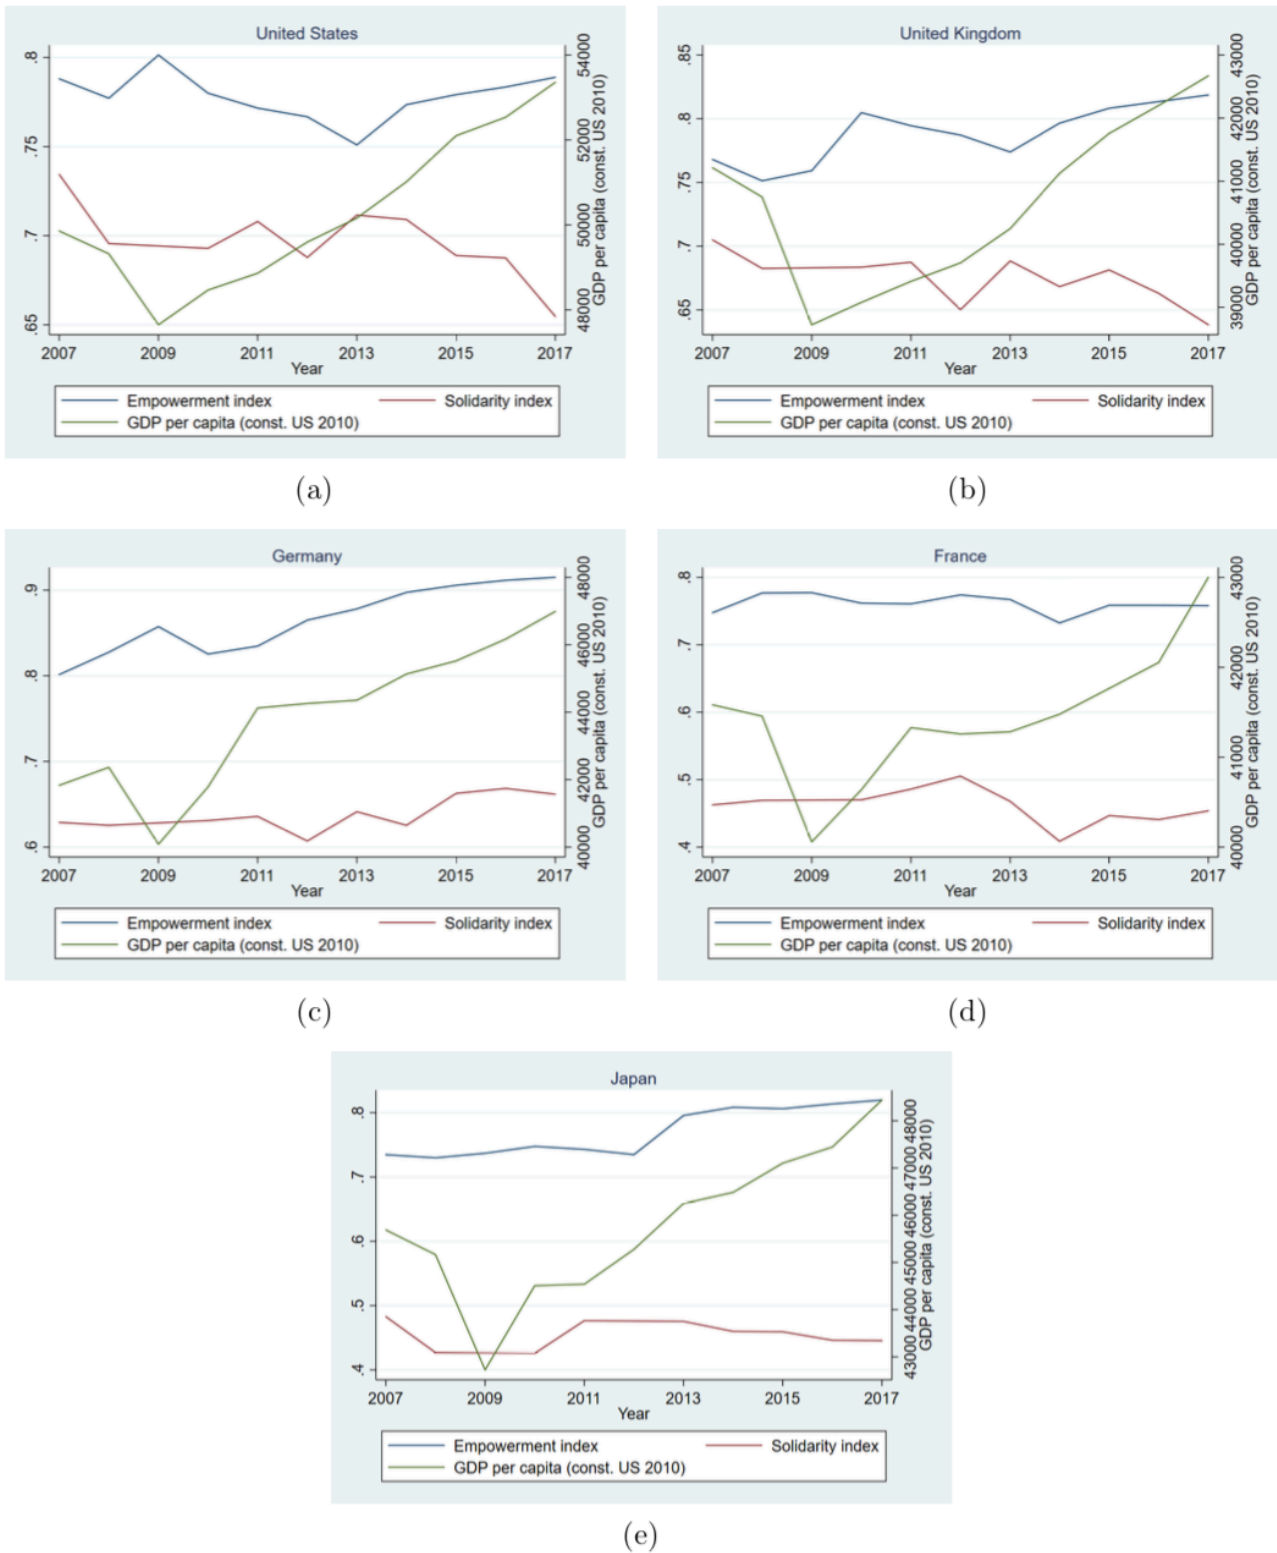 United States
.65 .7 .75 .8
48000 50000 52000 54000
GDP per capita (const. US 2010)
2007 2009 2011 2013 2015 2017
Year
Empowerment index Solidarity index
GDP per capita (const. US 2010)
(a)
United Kingdom
.65 .7 .75 .8 .85
39000 40000 41000 42000 43000
GDP per capita (const. US 2010)
2007 2009 2011 2013 2015 2017
Year
Empowerment index Solidarity index
GDP per capita (const. US 2010)
(b)
Germany
.6 .7 .8 .9
40000 42000 44000 46000 48000
GDP per capita (const. US 2010)
2007 2009 2011 2013 2015 2017
Year
Empowerment index Solidarity index
GDP per capita (const. US 2010)
(c)
France
.4 .5 .6 .7 .8
40000 41000 42000 43000
GDP per capita (const. US 2010)
2007 2009 2011 2013 2015 2017
Year
Empowerment index Solidarity index
GDP per capita (const. US 2010)
(d)
Japan
.4 .5 .6 .7 .8
43000 44000 45000 46000 47000 48000
GDP per capita (const. US 2010)
2007 2009 2011 2013 2015 2017
Year
Empowerment index Solidarity index
GDP per capita (const. US 2010)
(e)